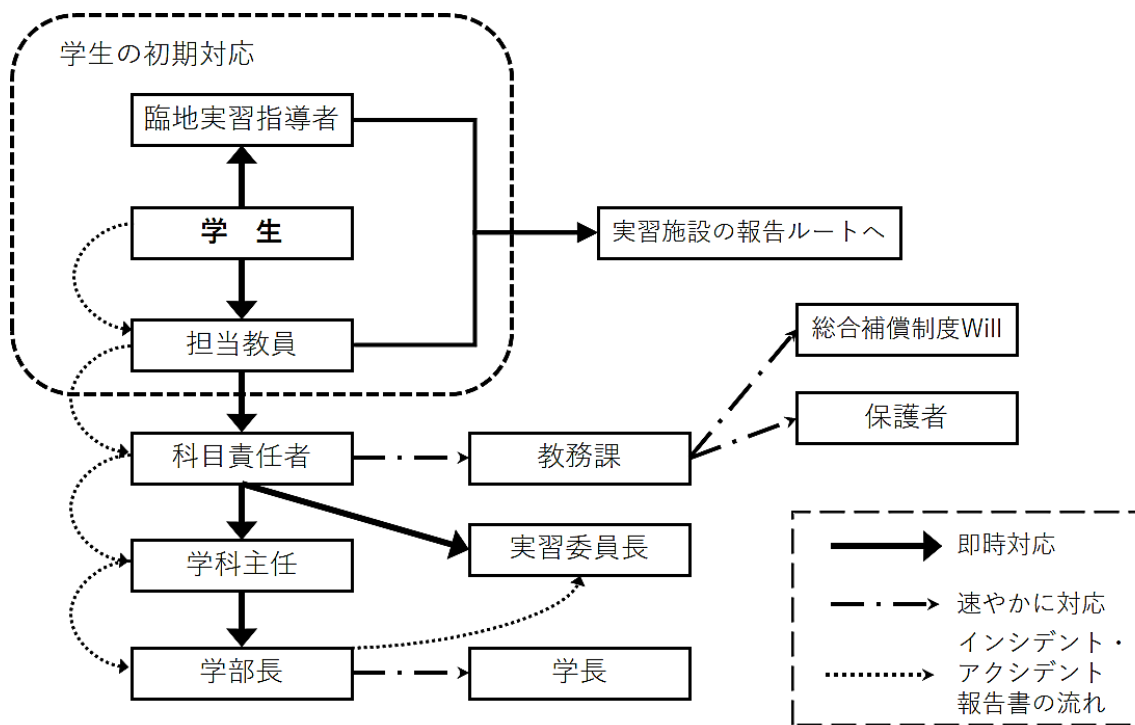 学生の初期対応
臨地実習指導者
学　生
実習施設の報告ルートへ
担当教員
総合補償制度Will
保護者
科目責任者
教務課
実習委員長
学科主任
学部長
学長
即時対応
速やかに対応
インシデント・
アクシデント
報告書の流れ